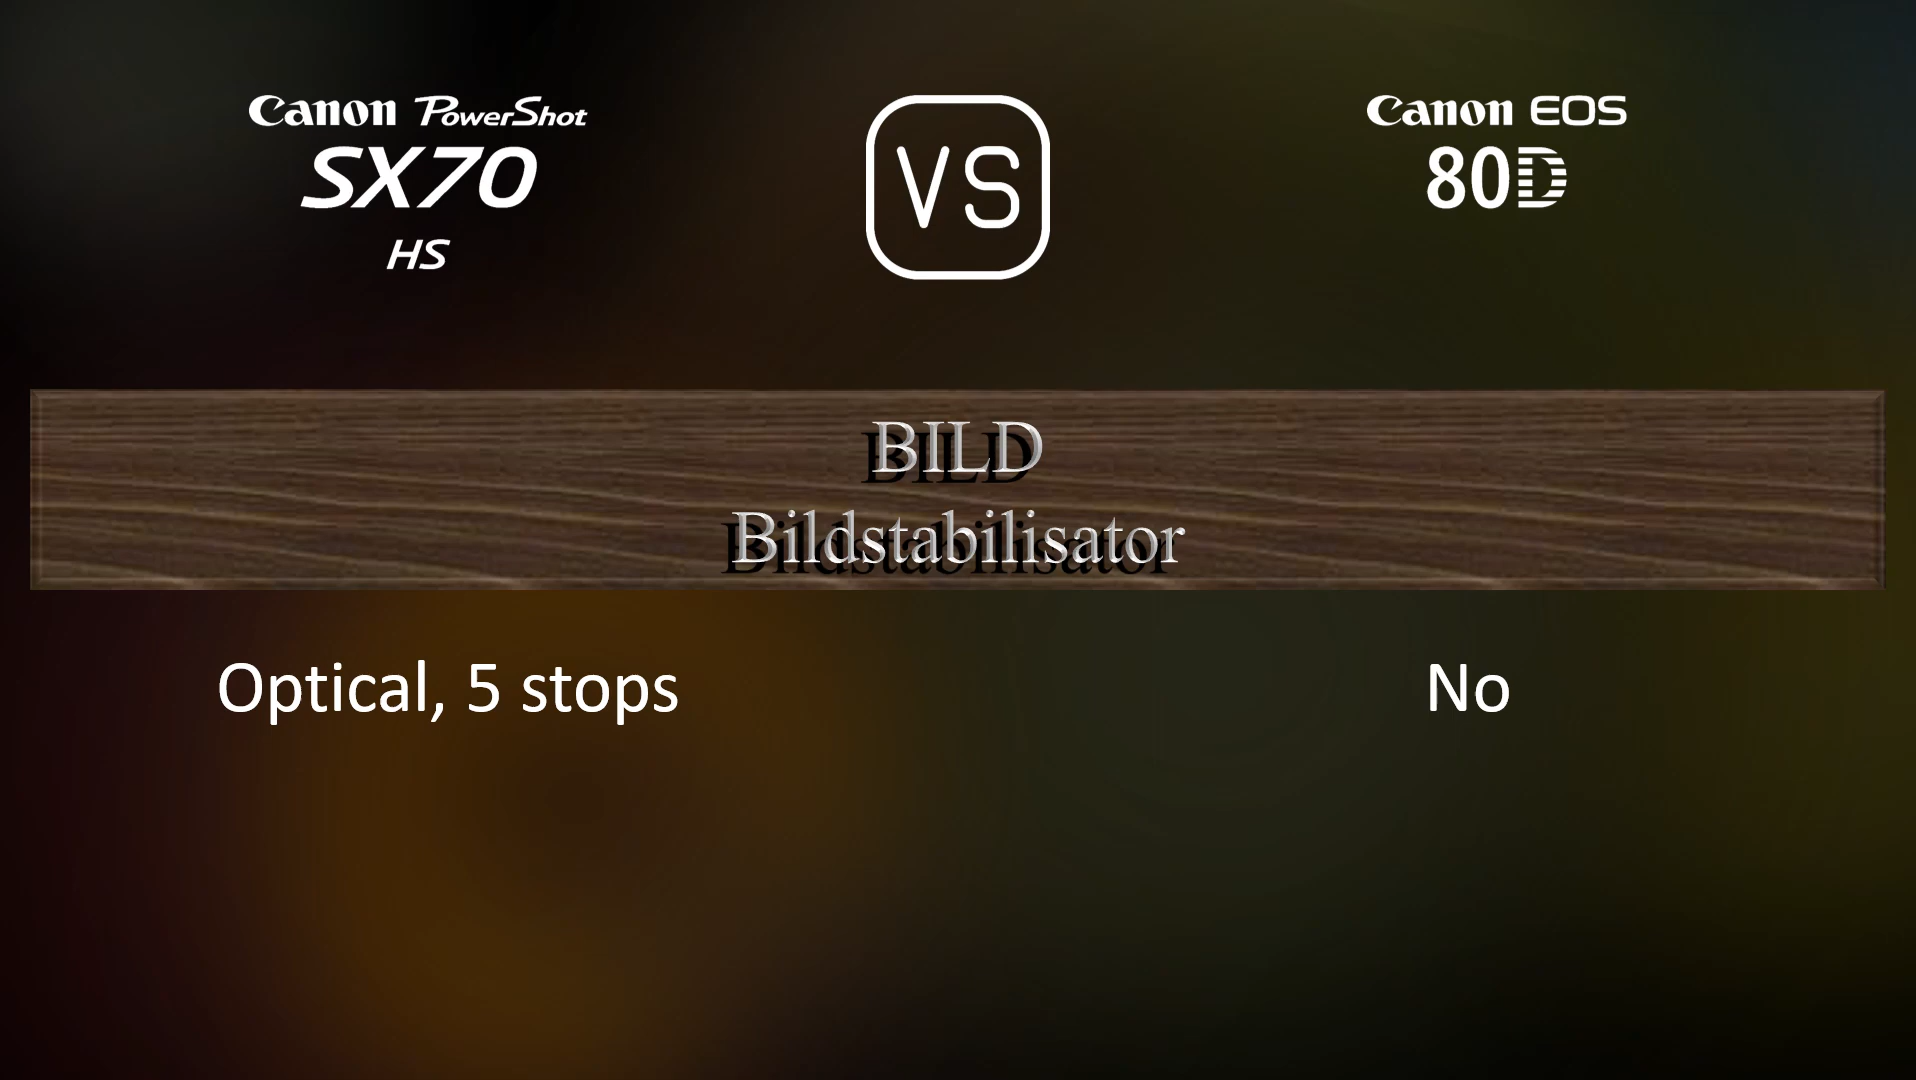 Canon PowerShot
SX70
HS
VS
Canon EOS
80D
BILD
Bildstabilisator
Optical, 5 stops
No